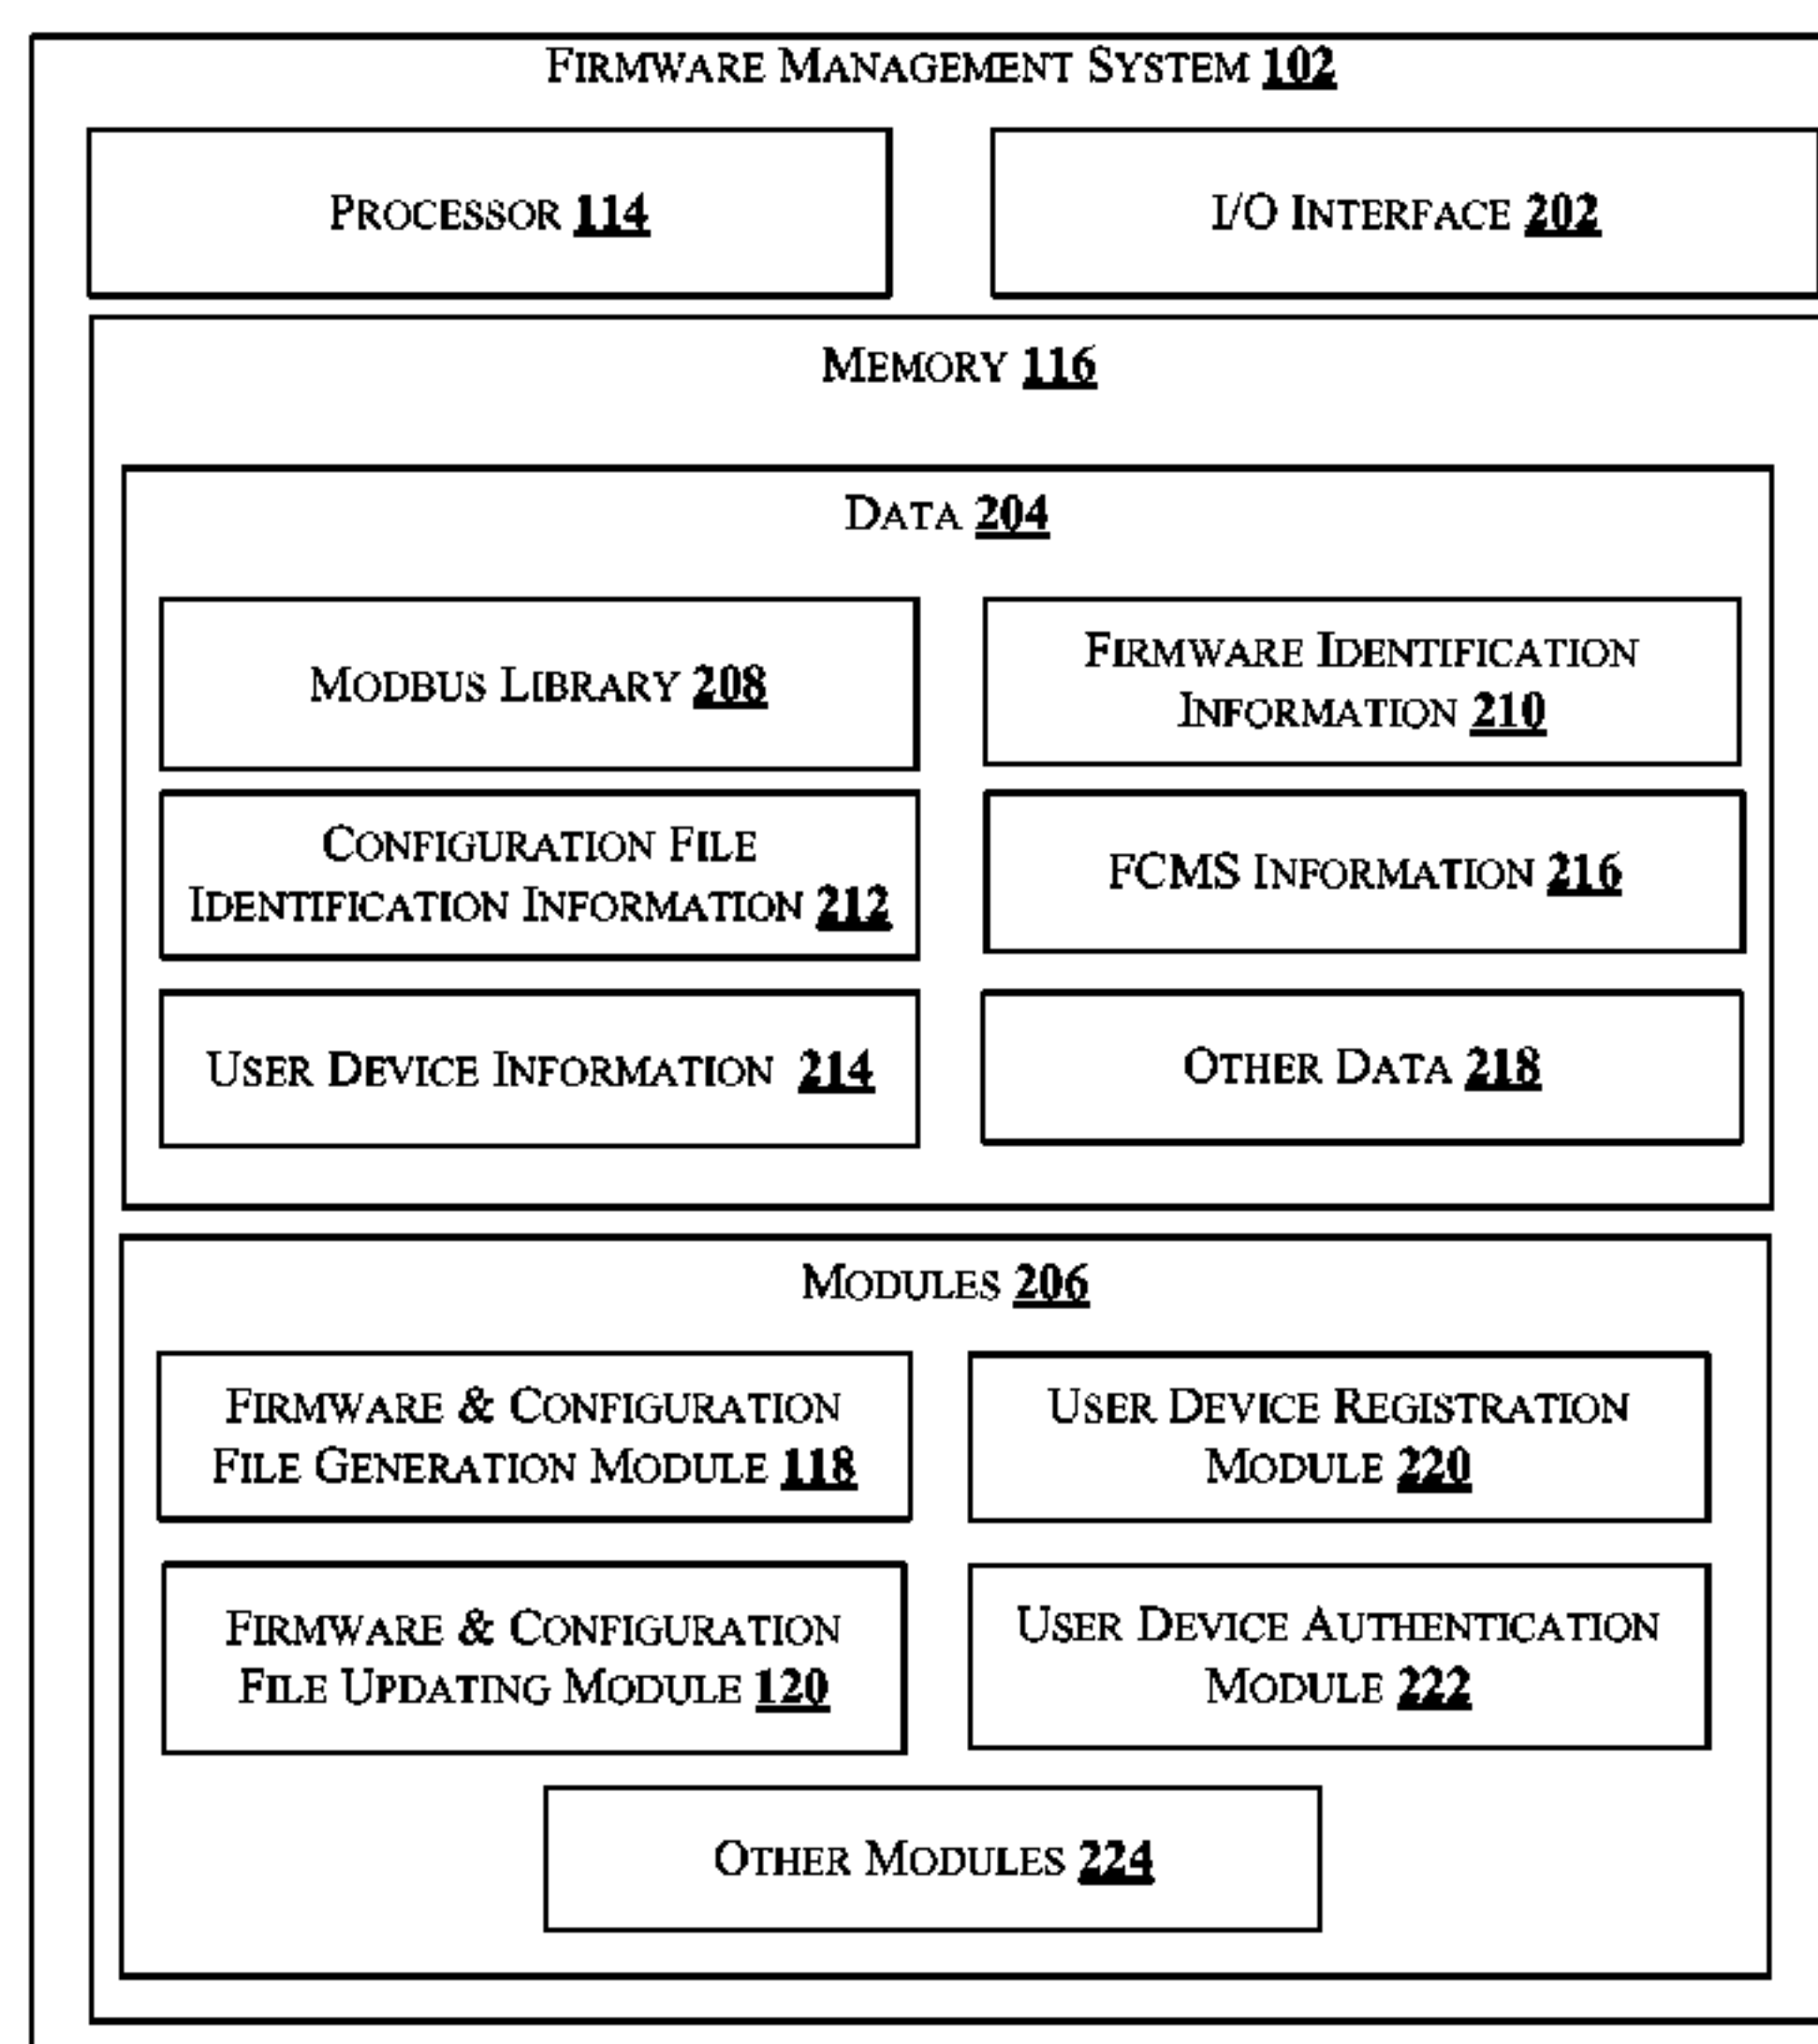 FIRMWARE MANAGEMENT SYSTEM 102
PROCESSOR 114
I/O INTERFACE 202
MEMORY 116
DATA 204
MODBUS LIBRARY 208
FIRMWARE IDENTIFICATION
INFORMATION 210
CONFIGURATION FILE
IDENTIFICATION INFORMATION 212
FCMS INFORMATION 216
USER DEVICE INFORMATION 214
OTHER DATA 218
MODULES 206
FIRMWARE & CONFIGURATION
FILE GENERATION MODULE 118
USER DEVICE REGISTRATION
MODULE 220
FIRMWARE & CONFIGURATION
FILE UPDATING MODULE 120
USER DEVICE AUTHENTICATION
MODULE 222
OTHER MODULES 224